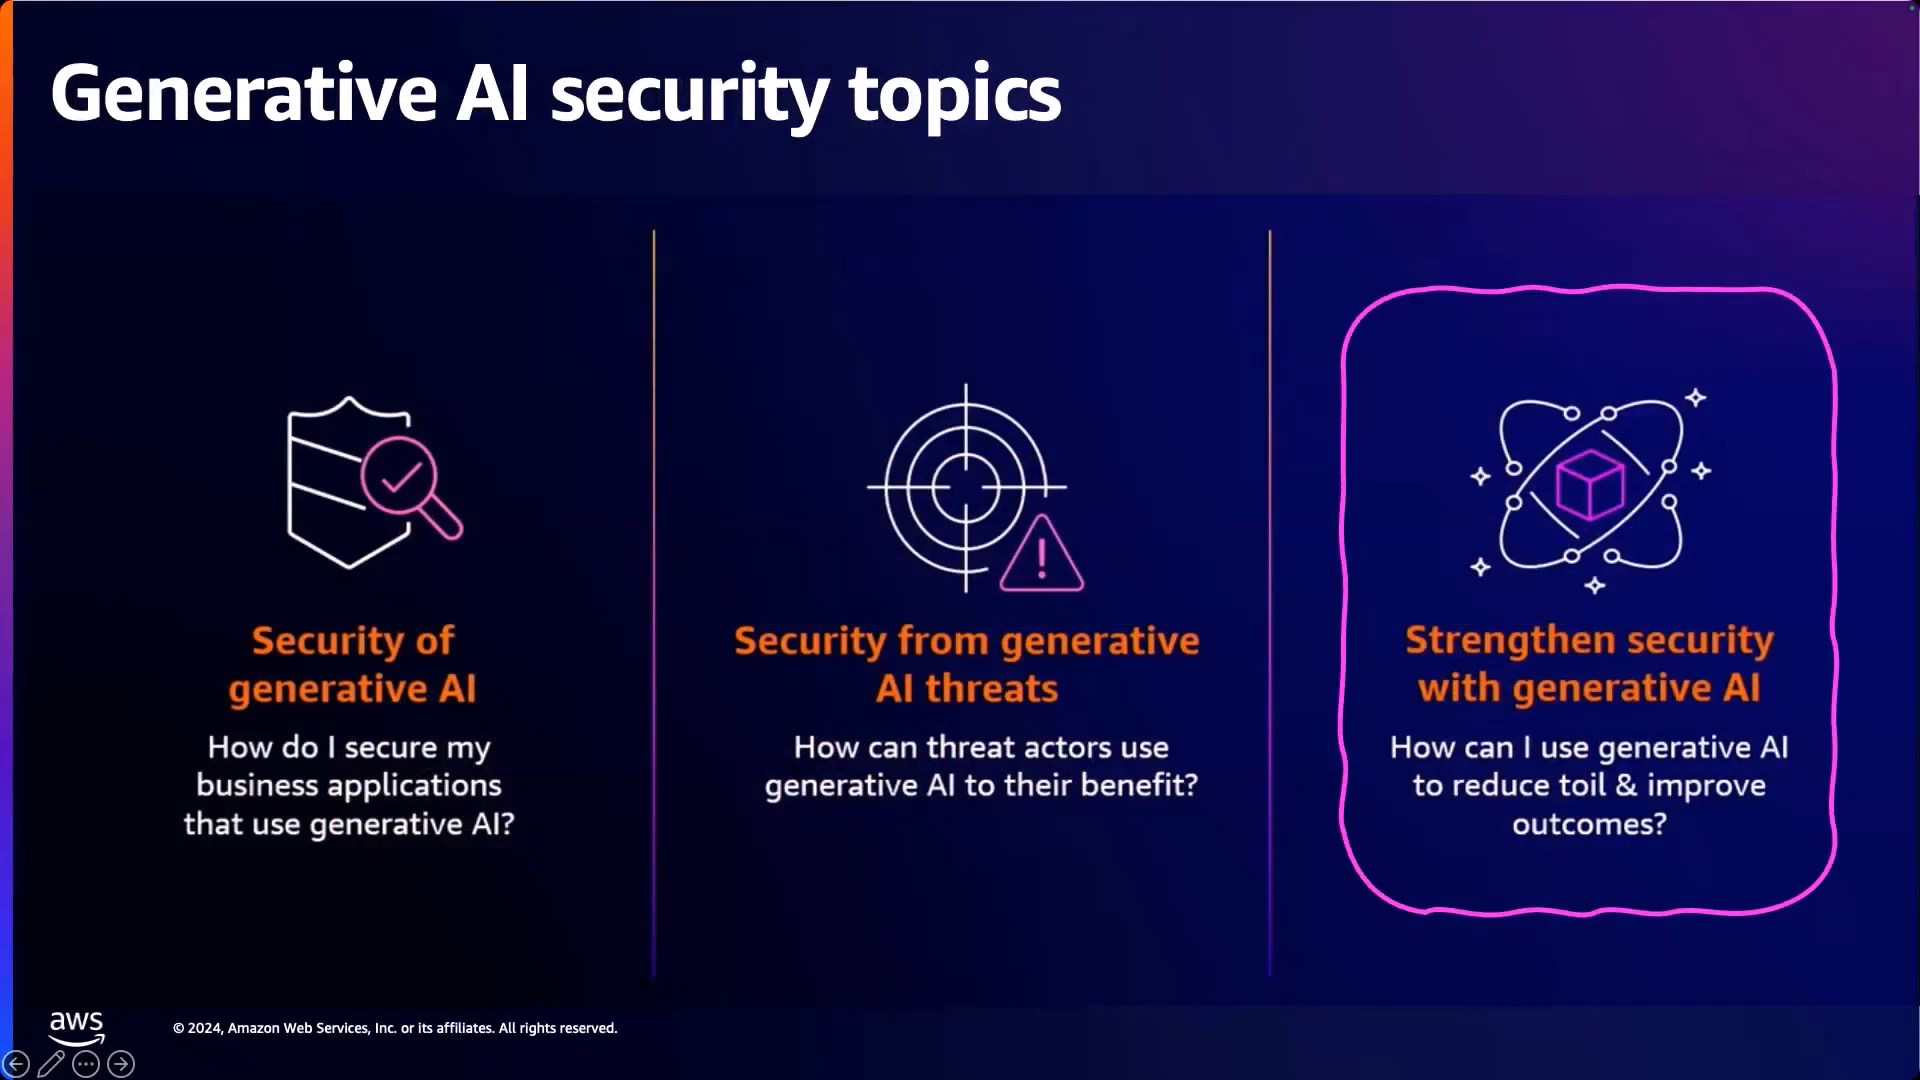 Generative AI security topics
Security of
generative AI
How do I secure my
business applications
that use generative AI?
Security from generative
AI threats
How can threat actors use
generative AI to their benefit?
Strengthen security
with generative AI
How can I use generative AI
to reduce toil & improve
outcomes?
aws
© 2024, Amazon Web Services, Inc. or its affiliates. All rights reserved.